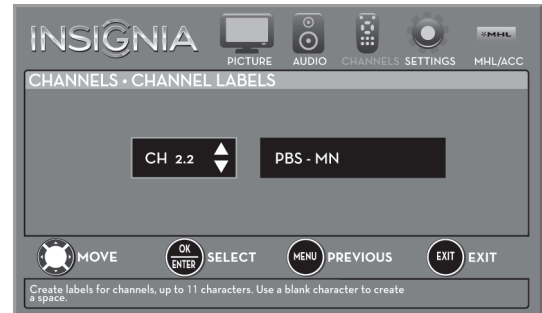 INSIGNIA
PICTURE AUDIO CHANNELS SETTINGS MHL/ACC
MHL
CHANNELS • CHANNEL LABELS
CH 2.2 PBS - MN
MOVE OK ENTER SELECT MENU PREVIOUS EXIT EXIT
Create labels for channels, up to 11 characters. Use a blank character to create
a space.